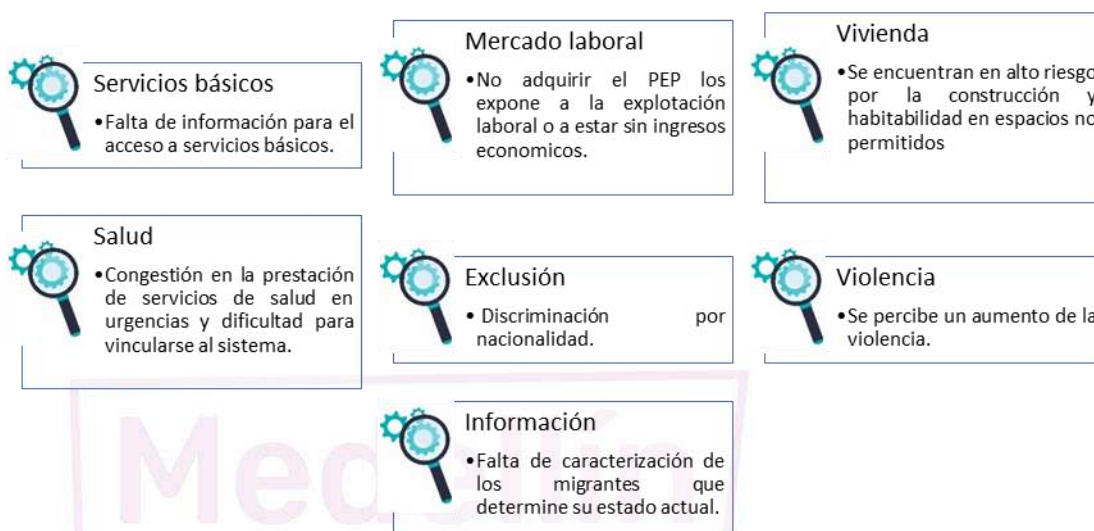 Servicios básicos
•Falta de información para el
acceso a servicios básicos.
Mercado laboral
•No adquirir el PEP los
expone a la explotación
laboral o a estar sin ingresos
economicos.
Vivienda
•Se encuentran en alto riesgo
por la construcción y
habitabilidad en espacios no
permitidos
Salud
•Congestión en la prestación
de servicios de salud en
urgencias y dificultad para
vincularse al sistema.
Exclusión
• Discriminación por
nacionalidad.
Violencia
•Se percibe un aumento de la
violencia.
Información
•Falta de caracterización de
los migrantes que
determine su estado actual.
Medellín